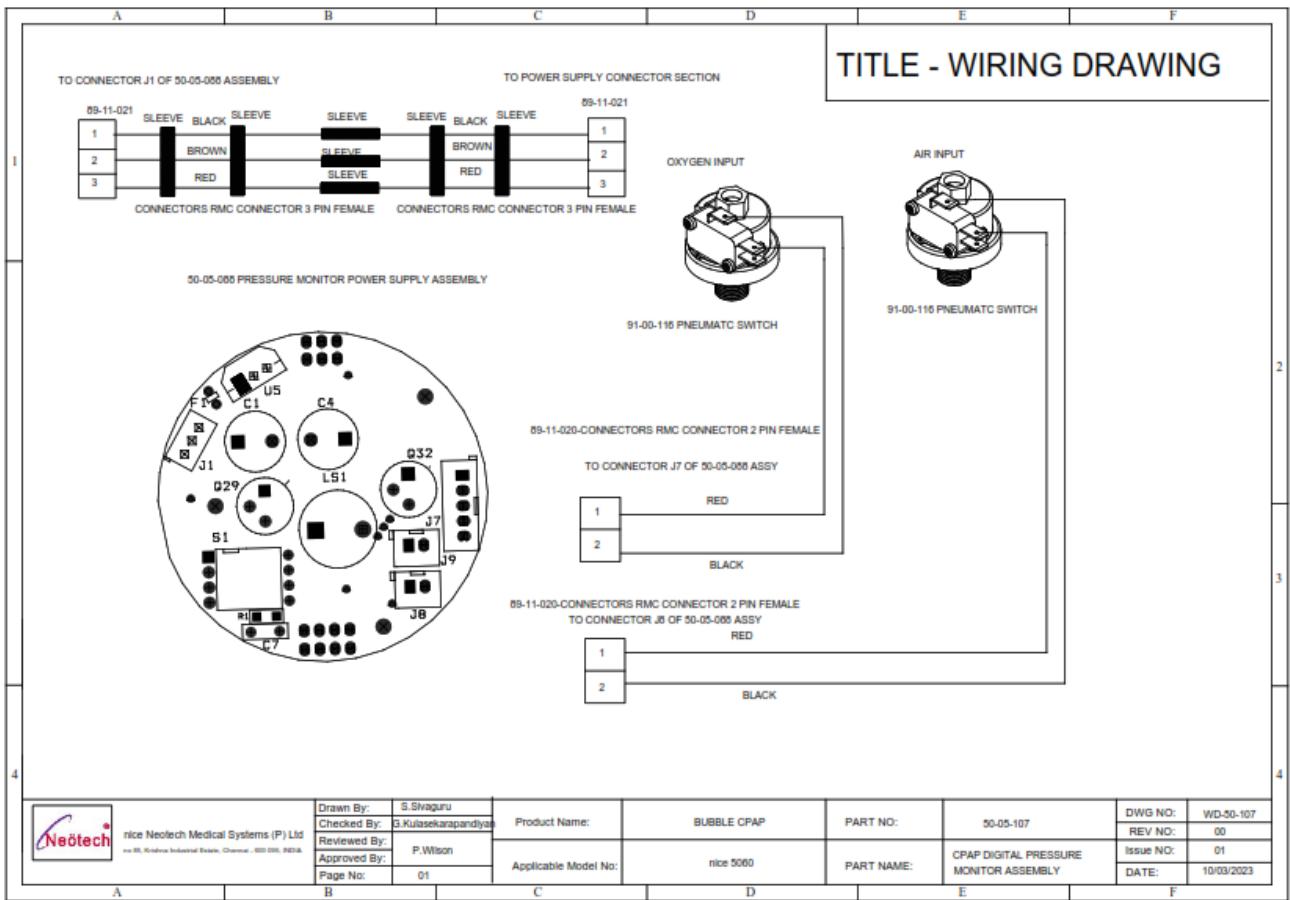 A B C D E F
TITLE - WIRING DRAWING
TO CONNECTOR J1 OF 50-05-088 ASSEMBLY
TO POWER SUPPLY CONNECTOR SECTION
89-11-021
SLEEVE BLACK SLEEVE SLEEVE SLEEVE BLACK SLEEVE
89-11-021
1 1
BROWN SLEEVE BROWN
2 2
RED SLEEVE RED
3 3
CONNECTORS RMC CONNECTOR 3 PIN FEMALE CONNECTORS RMC CONNECTOR 3 PIN FEMALE
1
OXYGEN INPUT
AIR INPUT
91-00-116 PNEUMATC SWITCH
91-00-116 PNEUMATC SWITCH
50-05-088 PRESSURE MONITOR POWER SUPPLY ASSEMBLY
U5
F1
C1
C4
J1
Q32
Q29
LS1
J7
S1
J9
J8
R1
C7
2
89-11-020-CONNECTORS RMC CONNECTOR 2 PIN FEMALE
TO CONNECTOR J7 OF 50-05-088 ASSY
RED
1
2
BLACK
3
89-11-020-CONNECTORS RMC CONNECTOR 2 PIN FEMALE
TO CONNECTOR J8 OF 50-05-088 ASSY
RED
1
2
BLACK
4 4
Neötech
nice Neotech Medical Systems (P) Ltd
Drawn By: S.Sivaguru
Checked By: G.Kulasekarapandiyan
Reviewed By:
P.Wilson
Approved By:
Page No: 01
Product Name: BUBBLE CPAP
Applicable Model No: nice 5060
PART NO: 50-05-107
PART NAME: CPAP DIGITAL PRESSURE
MONITOR ASSEMBLY
DWG NO: WD-50-107
REV NO: 00
Issue NO: 01
DATE: 10/03/2023
A B C D E F